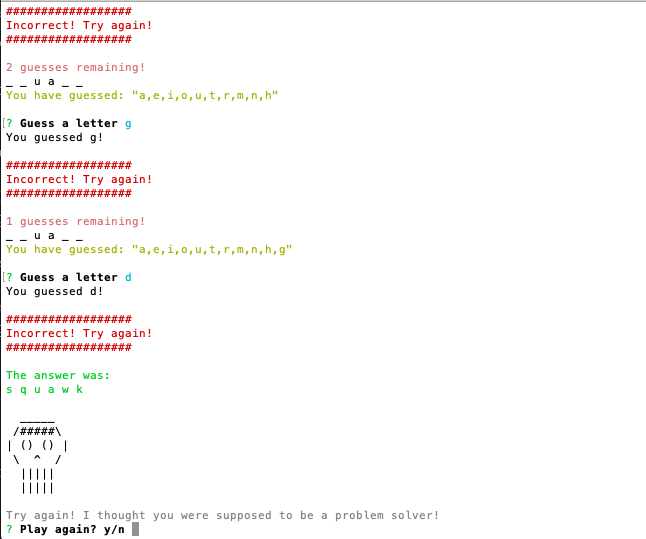 ##################
Incorrect! Try again!
##################
2 guesses remaining!
_ _ u a _ _
You have guessed: "a,e,i,o,u,t,r,m,n,h"
[? Guess a letter g
You guessed g!
##################
Incorrect! Try again!
##################
1 guesses remaining!
_ _ u a _ _
You have guessed: "a,e,i,o,u,t,r,m,n,h,g"
[? Guess a letter d
You guessed d!
##################
Incorrect! Try again!
##################
The answer was:
s q u a w k
  _____
 /#####\
| () () |
 \  ^  /
  |||||
  |||||
Try again! I thought you were supposed to be a problem solver!
? Play again? y/n